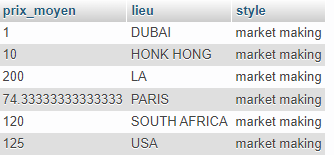 prix_moyen lieu style
1 DUBAI market making
10 HONK HONG market making
200 LA market making
74.33333333333333 PARIS market making
120 SOUTH AFRICA market making
125 USA market making